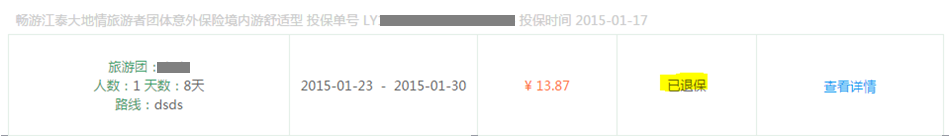 畅游江泰大地情旅游者团体意外保险境内游舒适型 投保单号 LY 投保时间 2015-01-17
旅游团：
人数：1 天数：8天
路线：dsds
2015-01-23 - 2015-01-30
¥ 13.87
已退保
查看详情